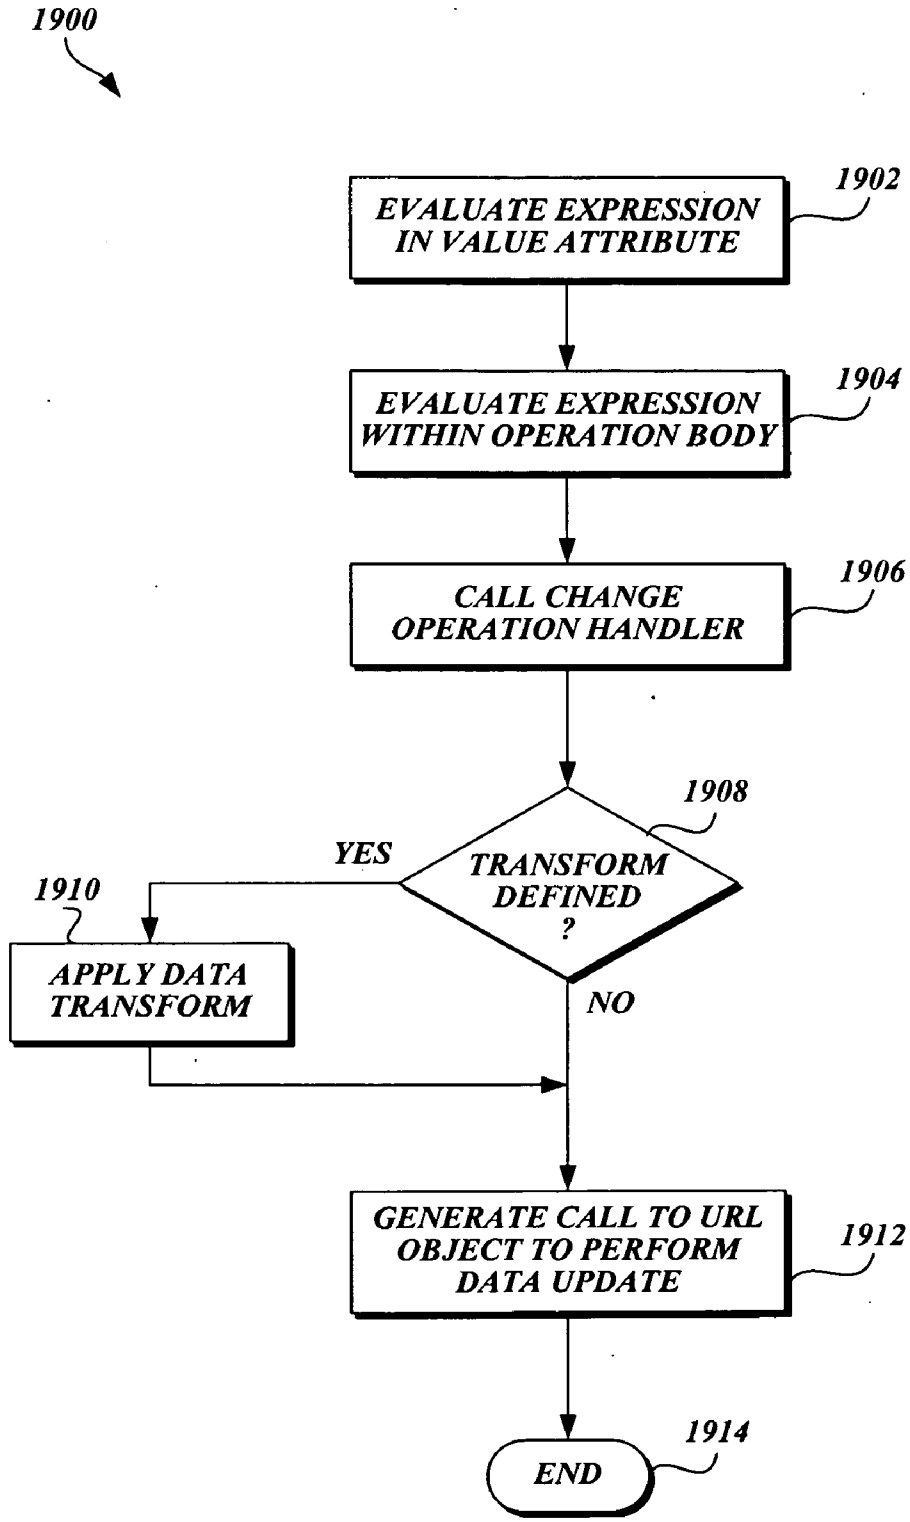 1900
1902
EVALUATE EXPRESSION
IN VALUE ATTRIBUTE
1904
EVALUATE EXPRESSION
WITHIN OPERATION BODY
1906
CALL CHANGE
OPERATION HANDLER
1908
TRANSFORM
DEFINED
?
YES
1910
APPLY DATA
TRANSFORM
NO
GENERATE CALL TO URL
OBJECT TO PERFORM
DATA UPDATE
1912
1914
END